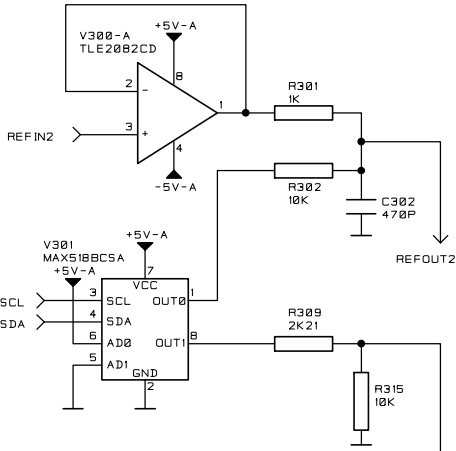 +5V-A
V300-A
TLE2082CD
8
2
-
1
3
+
4
REFIN2
-5V-A
R301
1K
R302
10K
C302
470P
REFOUT2
+5V-A
V301
MAX518BCSA
+5V-A
7
VCC
SCL
3
SCL
OUT0
1
SDA
4
SDA
6
AD0
OUT1
8
5
AD1
GND
2
R309
2K21
R315
10K